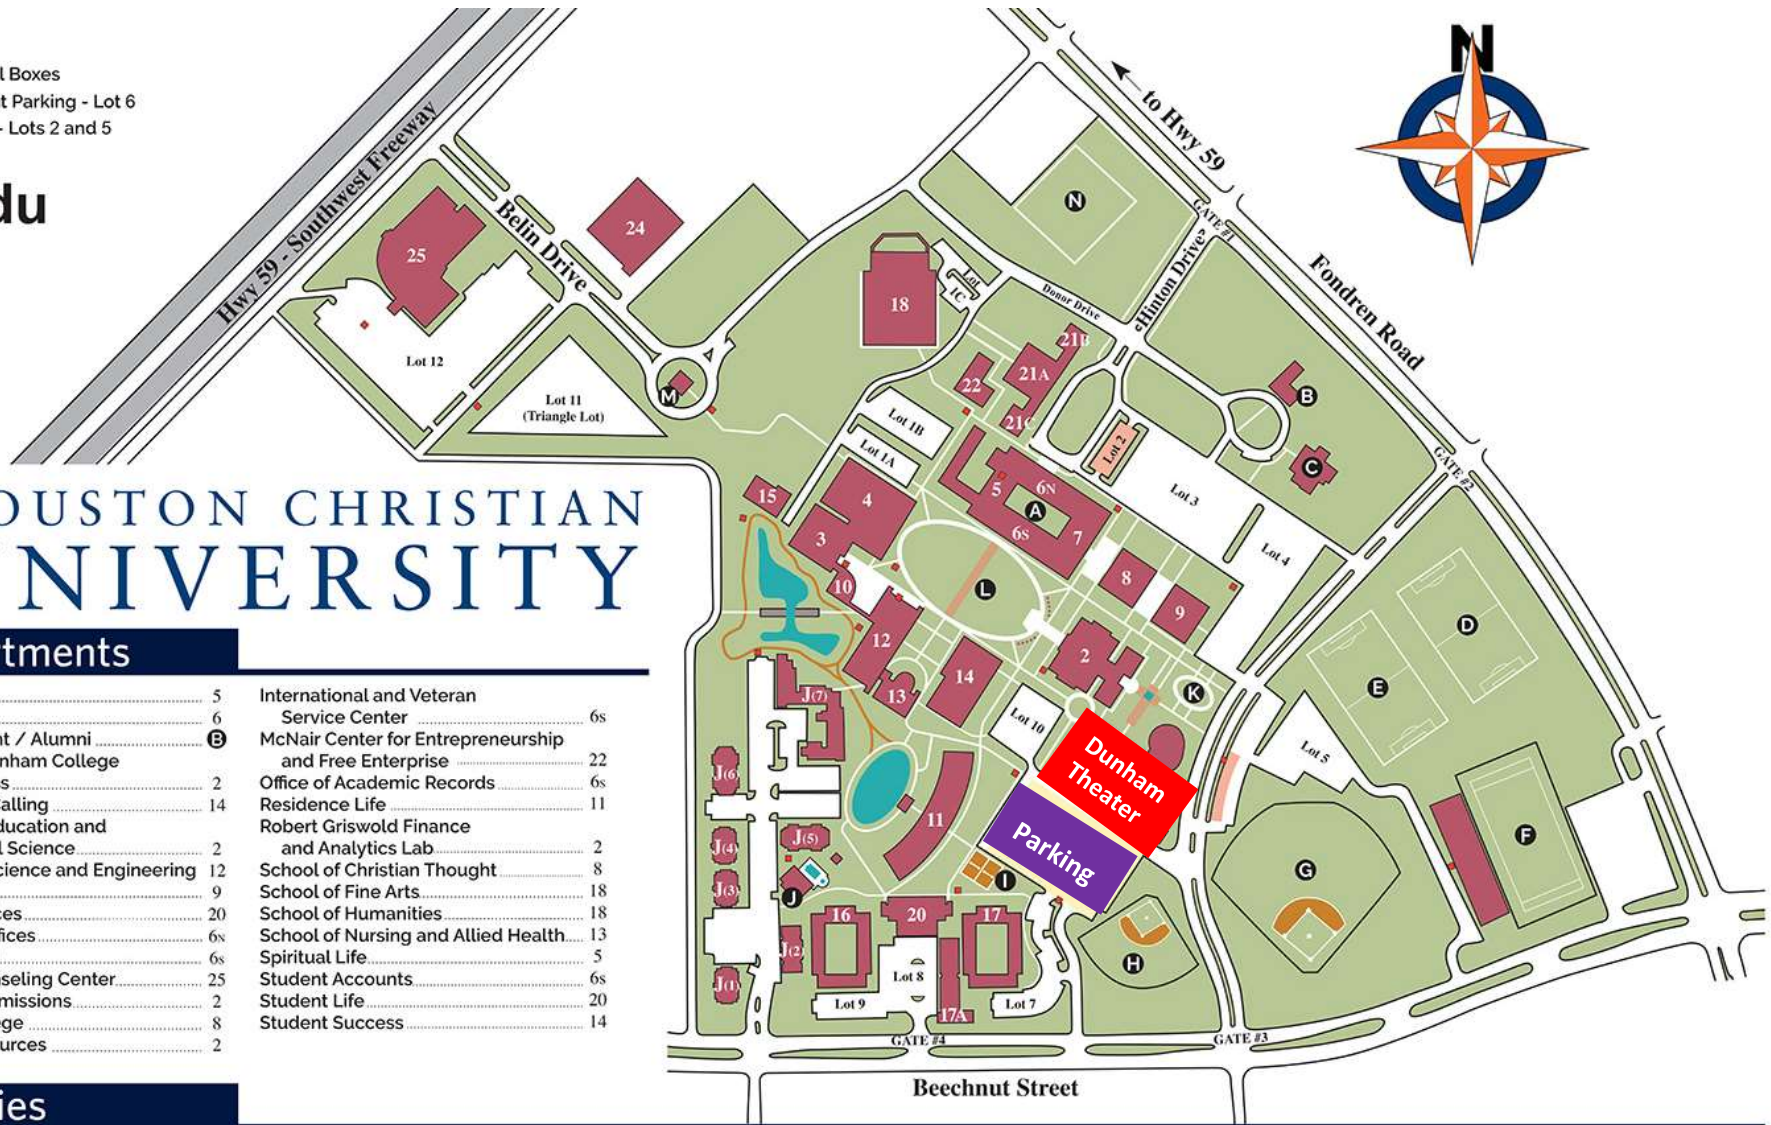 l Boxes
t Parking - Lot 6
- Lots 2 and 5
du
N
to Hwy 59
Hwy 59 - Southwest Freeway
Belin Drive
24
25
Lot 12
Lot 11
(Triangle Lot)
M
18
Lot
1C
N
GATE #1
Hinton Drive
Donor Drive
Fondren Road
21B
21A
21C
22
Lot 1B
Lot 1A
Lot 2
Lot 3
Lot 4
B
C
GATE #2
15
4
3
10
5
6N
A
6S
7
8
9
L
12
13
14
2
K
D
E
Lot 10
Lot 5
Dunham
Theater
Parking
J(7)
J(6)
J(5)
J(4)
J(3)
J
J(2)
J(1)
11
I
16
20
17
Lot 8
Lot 9
17A
Lot 7
H
G
F
GATE #4
GATE #3
Beechnut Street
OUSTON CHRISTIAN
NIVERSITY
rtments
5
6
nt / Alumni B
nham College
s 2
Calling 14
ducation and
l Science 2
cience and Engineering 12
9
ces 20
fices 6N
6s
seling Center 25
missions 2
ege 8
urces 2
International and Veteran
Service Center 6s
McNair Center for Entrepreneurship
and Free Enterprise 22
Office of Academic Records 6s
Residence Life 11
Robert Griswold Finance
and Analytics Lab 2
School of Christian Thought 8
School of Fine Arts 18
School of Humanities 18
School of Nursing and Allied Health 13
Spiritual Life 5
Student Accounts 6s
Student Life 20
Student Success 14
ies